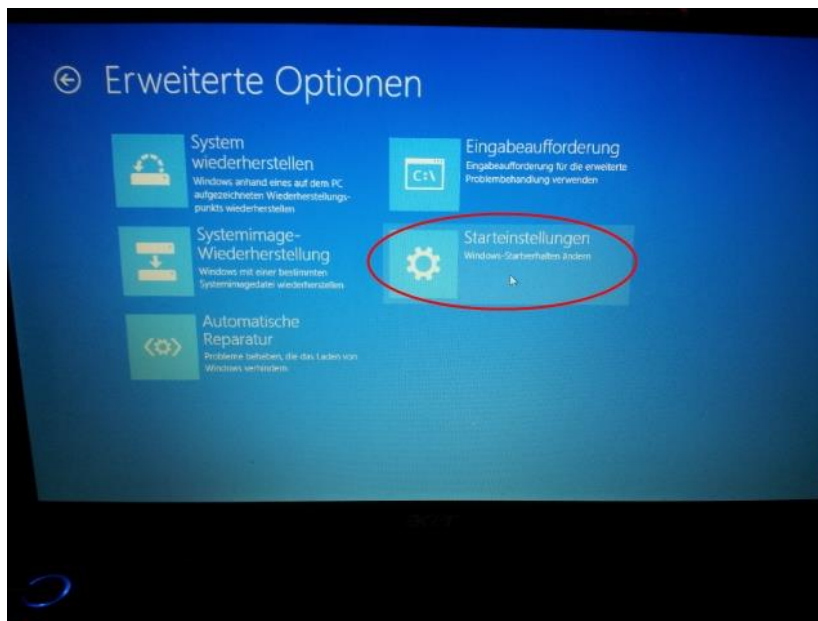 Erweiterte Optionen
System
wiederherstellen
Windows anhand eines auf dem PC
aufgezeichneten Wiederherstellungs-
punkts wiederherstellen
Systemimage-
Wiederherstellung
Windows mit einer bestimmten
Systemimagedatei wiederherstellen
Automatische
Reparatur
Probleme beheben, die das Laden von
Windows verhindern
C:\
Eingabeaufforderung
Eingabeaufforderung für die erweiterte
Problembehandlung verwenden
Starteinstellungen
Windows-Startverhalten ändern
acer